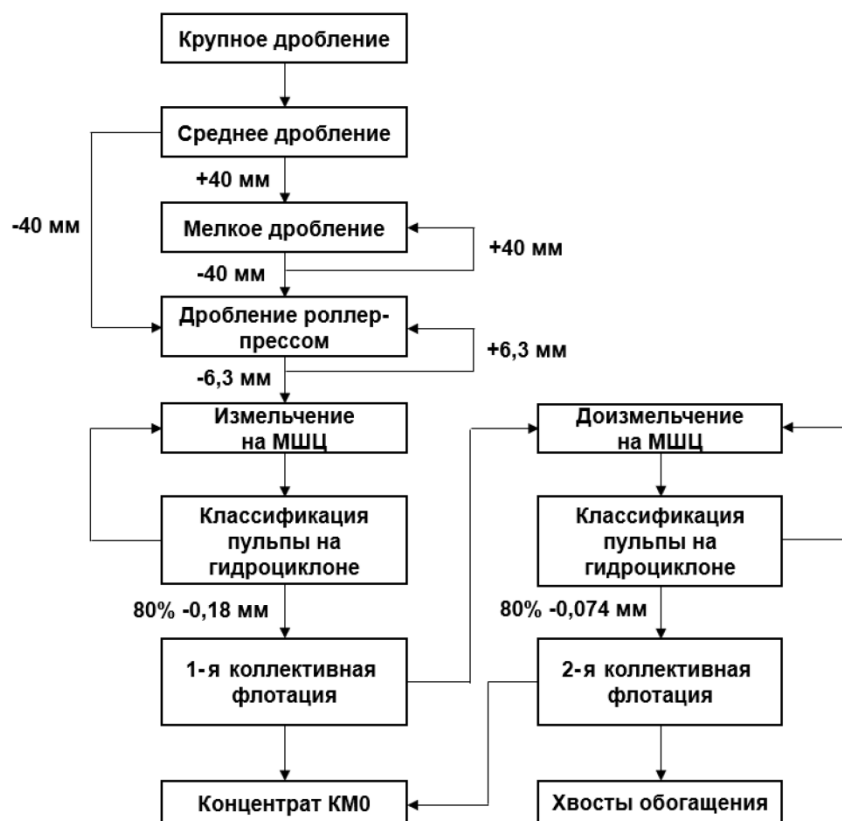 Крупное дробление
Среднее дробление
+40 мм
-40 мм
Мелкое дробление
+40 мм
-40 мм
Дробление роллер-
прессом
+6,3 мм
-6,3 мм
Измельчение
на МШЦ
Классификация
пульпы на
гидроциклоне
80% -0,18 мм
1-я коллективная
флотация
Концентрат КМ0
Доизмельчение
на МШЦ
Классификация
пульпы на
гидроциклоне
80% -0,074 мм
2-я коллективная
флотация
Хвосты обогащения